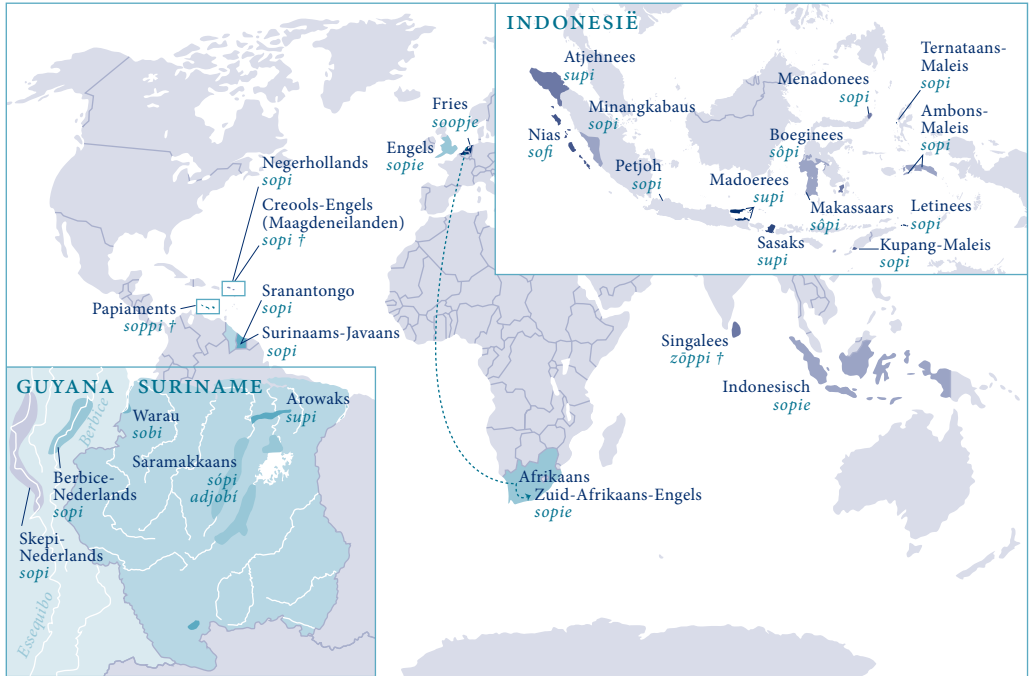 INDONESIË
Atjehnees
supi
Minangkabaus
sopi
Nias
sofi
Petjoh
sopi
Menadonees
sopi
Ternataans-
Maleis
sopi
Ambons-
Maleis
sopi
Boeginees
sôpi
Madoerees
supi
Makassaars
sôpi
Letinees
sopi
Sasaks
supi
Kupang-Maleis
sopi
Fries
soopje
Engels
sopie
Negerhollands
sopi
Creools-Engels
(Maagdeneilanden)
sopi †
Papiaments
soppi †
Sranantongo
sopi
Surinaams-Javaans
sopi
Singalees
zōppi †
Indonesisch
sopie
Afrikaans
Zuid-Afrikaans-Engels
sopie
GUYANA
SURINAME
Berbice
Warau
sobi
Arowaks
supi
Saramakkaans
sópi
adjobí
Berbice-
Nederlands
sopi
Skepi-
Nederlands
sopi
Essequibo